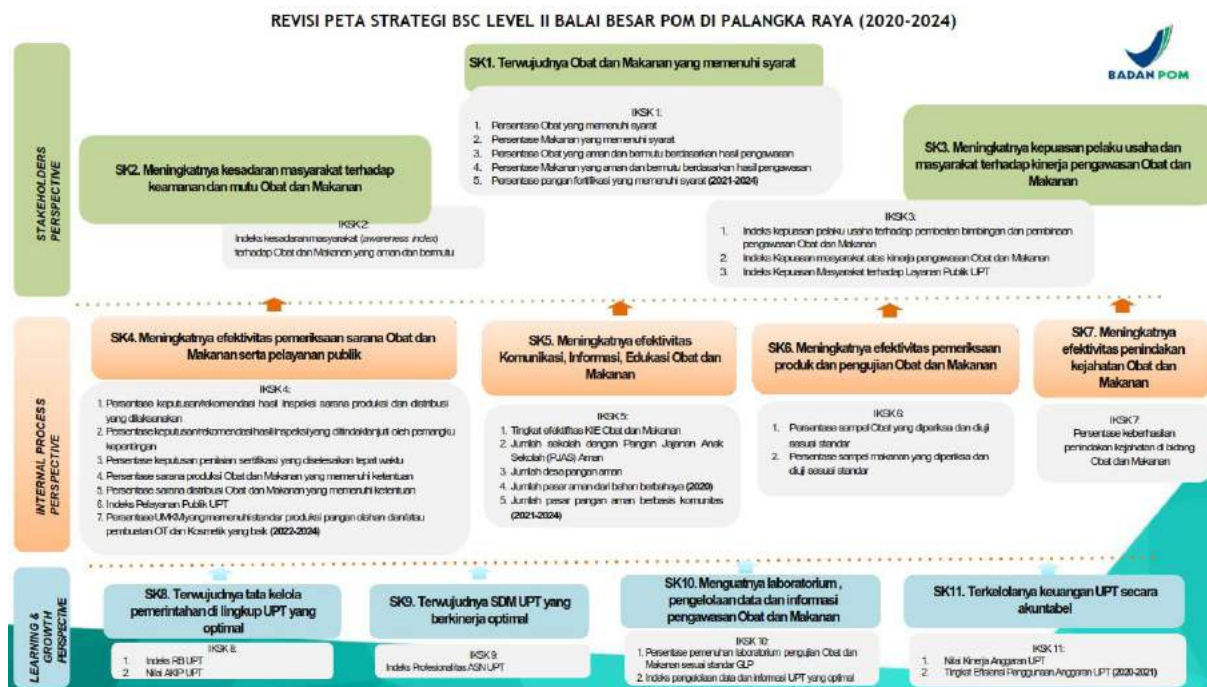 REVISI PETA STRATEGI BSC LEVEL II BALAI BESAR POM DI PALANGKA RAYA (2020-2024)
BADAN POM
STAKEHOLDERS
PERSPECTIVE
SK1. Terwujudnya Obat dan Makanan yang memenuhi syarat
IKSK 1:
1. Persentase Obat yang memenuhi syarat
2. Persentase Makanan yang memenuhi syarat
3. Persentase Obat yang aman dan bermutu berdasarkan hasil pengawasan
4. Persentase Makanan yang aman dan bermutu berdasarkan hasil pengawasan
5. Persentase pangan fortifikasi yang memenuhi syarat (2021-2024)
SK2. Meningkatnya kesadaran masyarakat terhadap
keamanan dan mutu Obat dan Makanan
IKSK 2:
Indeks kesadaran masyarakat (awareness index)
terhadap Obat dan Makanan yang aman dan bermutu
SK3. Meningkatnya kepuasan pelaku usaha dan
masyarakat terhadap kinerja pengawasan Obat dan
Makanan
IKSK 3:
1. Indeks kepuasan pelaku usaha terhadap pemberian bimbingan dan pembinaan
pengawasan Obat dan Makanan
2. Indeks Kepuasan masyarakat atas kinerja pengawasan Obat dan Makanan
3. Indeks Kepuasan Masyarakat terhadap Layanan Publik UPT
INTERNAL PROCESS
PERSPECTIVE
SK4. Meningkatnya efektivitas pemeriksaan sarana Obat dan
Makanan serta pelayanan publik
IKSK 4:
1. Persentase keputusan/rekomendasi hasil Inspeksi sarana produksi dan distribusi
yang dilaksanakan
2. Persentase keputusan/rekomendasi hasil inspeksi yang ditindaklanjuti oleh pemangku
kepentingan
3. Persentase keputusan penilaian sertifikasi yang diselesaikan tepat waktu
4. Persentase sarana produksi Obat dan Makanan yang memenuhi ketentuan
5. Persentase sarana distribusi Obat dan Makanan yang memenuhi ketentuan
6. Indeks Pelayanan Publik UPT
7. Persentase UMKM yang memenuhi standar produksi pangan olahan dan/atau
pembuatan OT dan Kosmetik yang baik (2022-2024)
SK5. Meningkatnya efektivitas
Komunikasi, Informasi, Edukasi Obat dan
Makanan
IKSK 5:
1. Tingkat efektifitas KIE Obat dan Makanan
2. Jumlah sekolah dengan Pangan Jajanan Anak
Sekolah (PJAS) Aman
3. Jumlah desa pangan aman
4. Jumlah pasar aman dari bahan berbahaya (2020)
5. Jumlah pasar pangan aman berbasis komunitas
(2021-2024)
SK6. Meningkatnya efektivitas pemeriksaan
produk dan pengujian Obat dan Makanan
IKSK 6:
1. Persentase sampel Obat yang diperiksa dan diuji
sesuai standar
2. Persentase sampel makanan yang diperiksa dan
diuji sesuai standar
SK7. Meningkatnya
efektivitas penindakan
kejahatan Obat dan
Makanan
IKSK 7:
Persentase keberhasilan
penindakan kejahatan di bidang
Obat dan Makanan
LEARNING &
GROWTH
PERSPECTIVE
SK8. Terwujudnya tata kelola
pemerintahan di lingkup UPT yang
optimal
IKSK 8:
1. Indeks RB UPT
2. Nilai AKIP UPT
SK9. Terwujudnya SDM UPT yang
berkinerja optimal
IKSK 9:
Indeks Profesionalitas ASN UPT
SK10. Menguatnya laboratorium ,
pengelolaan data dan informasi
pengawasan Obat dan Makanan
IKSK 10:
1. Persentase pemenuhan laboratorium pengujian Obat dan
Makanan sesuai standar GLP
2. Indeks pengelolaan data dan informasi UPT yang optimal
SK11. Terkelolanya keuangan UPT secara
akuntabel
IKSK 11:
1. Nilai Kinerja Anggaran UPT
2. Tingkat Efisiensi Penggunaan Anggaran UPT (2020-2021)